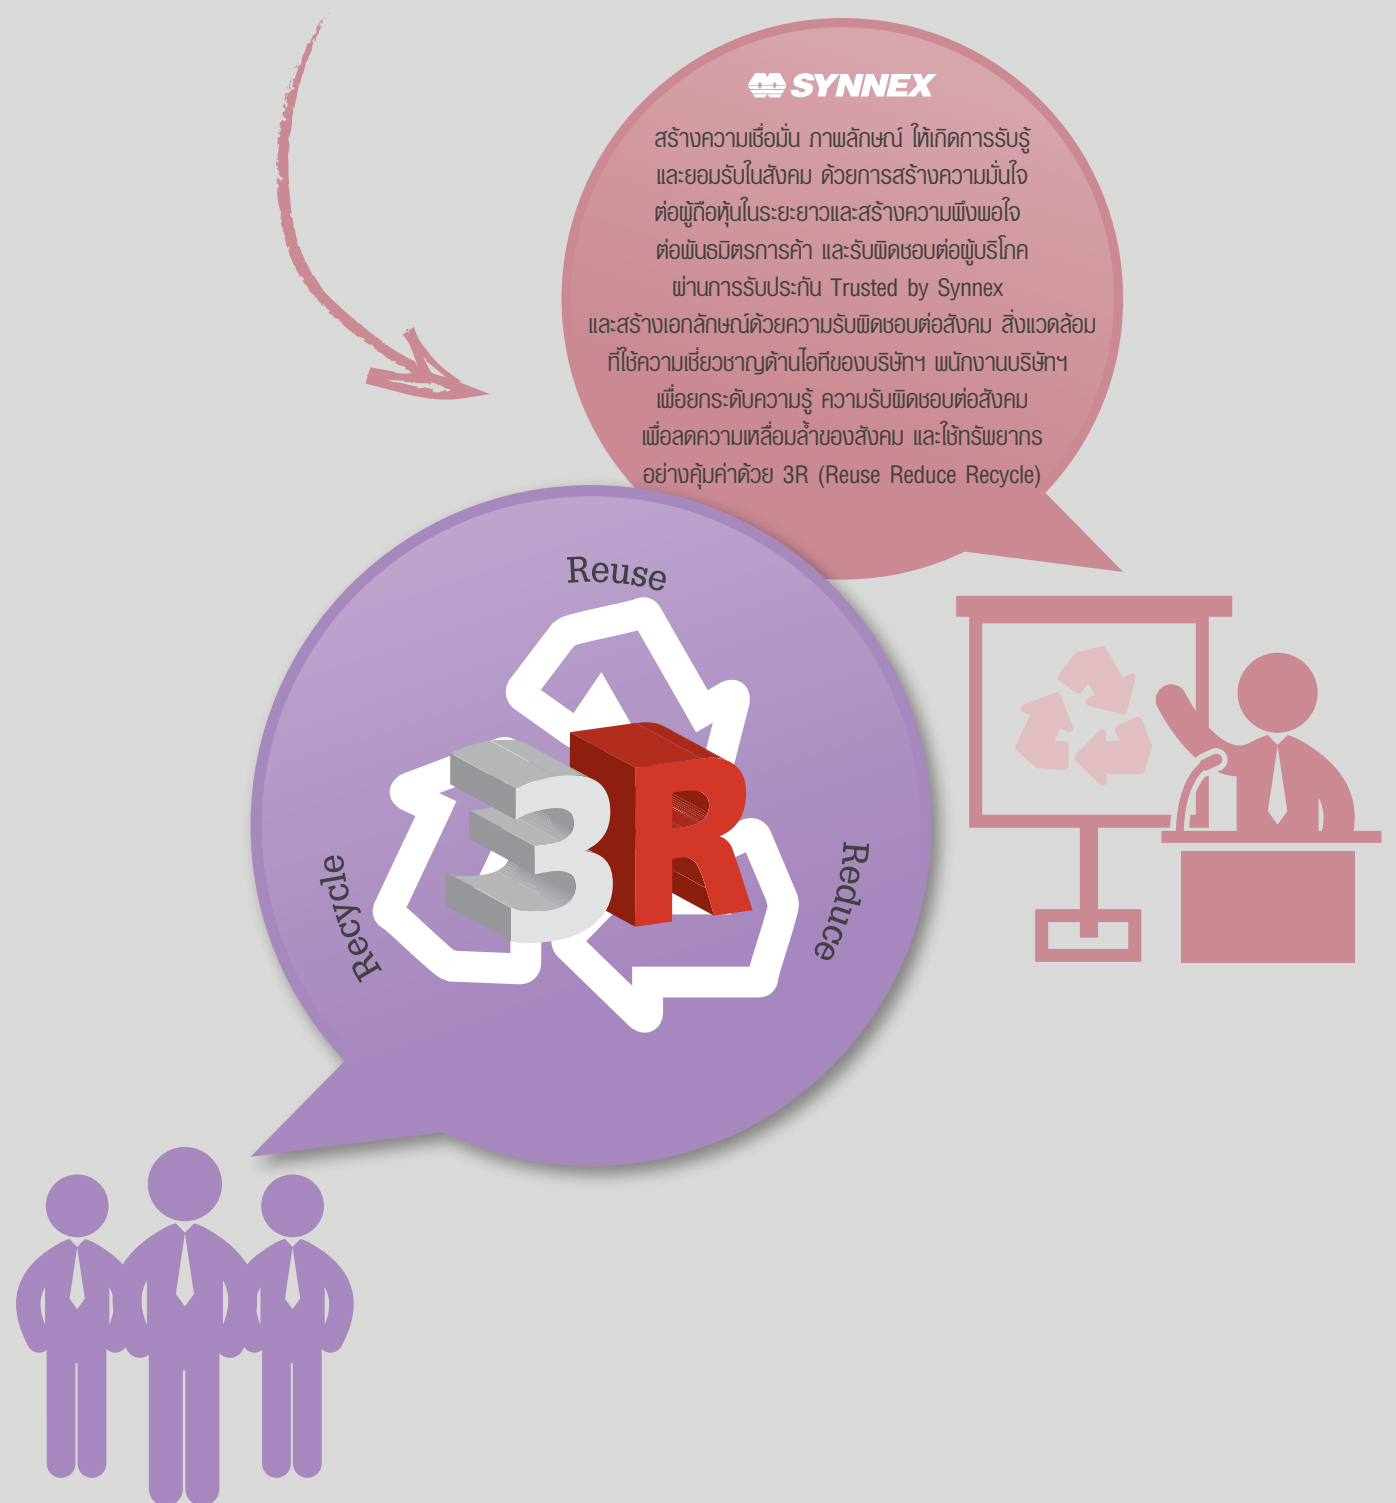 SYNNEX
สร้างความเชื่อมั่น ภาพลักษณ์ ให้เกิดการรับรู้
และยอมรับในสังคม ด้วยการสร้างความมั่นใจ
ต่อผู้ถือหุ้นในระยะยาวและสร้างความพึงพอใจ
ต่อพันธมิตรการค้า และรับผิดชอบต่อผู้บริโภค
ผ่านการรับประกัน Trusted by Synnex
และสร้างเอกลักษณ์ด้วยความรับผิดชอบต่อสังคม สิ่งแวดล้อม
ที่ใช้ความเชี่ยวชาญด้านไอทีของบริษัทฯ พนักงานบริษัทฯ
เพื่อยกระดับความรู้ ความรับผิดชอบต่อสังคม
เพื่อลดความเหลื่อมล้ำของสังคม และใช้ทรัพยากร
อย่างคุ้มค่าด้วย 3R (Reuse Reduce Recycle)
Reuse
3R
Reduce
Recycle